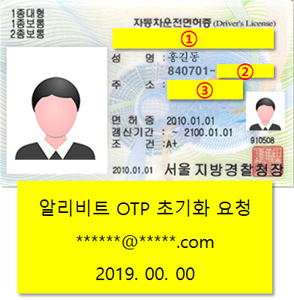 1종대형
1종보통
2종보통
자동차운전면허증 (Driver's License)
①
성 명 : 홍길동
840701-
②
주 소 :
③
면 허 증 2010.01.01
갱신기간 : ~ 2100.01.01
조 건 : A+
910508
2010.01.01 서울 지방경찰청장
알리비트 OTP 초기화 요청
******@*****.com
2019. 00. 00